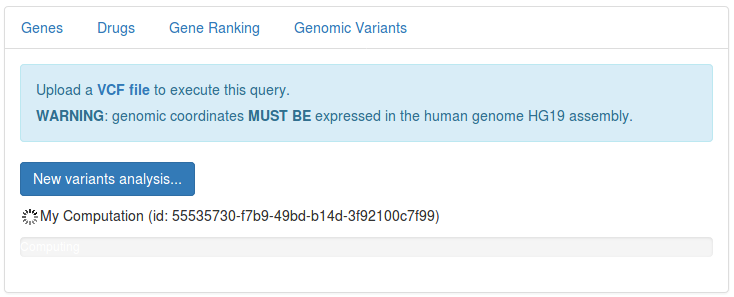 Genes Drugs Gene Ranking Genomic Variants
Upload a VCF file to execute this query.
WARNING: genomic coordinates MUST BE expressed in the human genome HG19 assembly.
New variants analysis...
My Computation (id: 55535730-f7b9-49bd-b14d-3f92100c7f99)
Computing